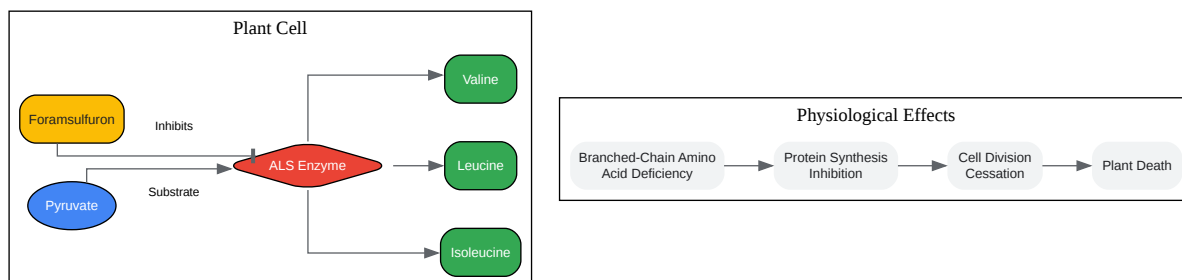 Plant Cell
Foramsulfuron
Inhibits
Pyruvate
Substrate
ALS Enzyme
Valine
Leucine
Isoleucine
Physiological Effects
Branched-Chain Amino
Acid Deficiency
Protein Synthesis
Inhibition
Cell Division
Cessation
Plant Death